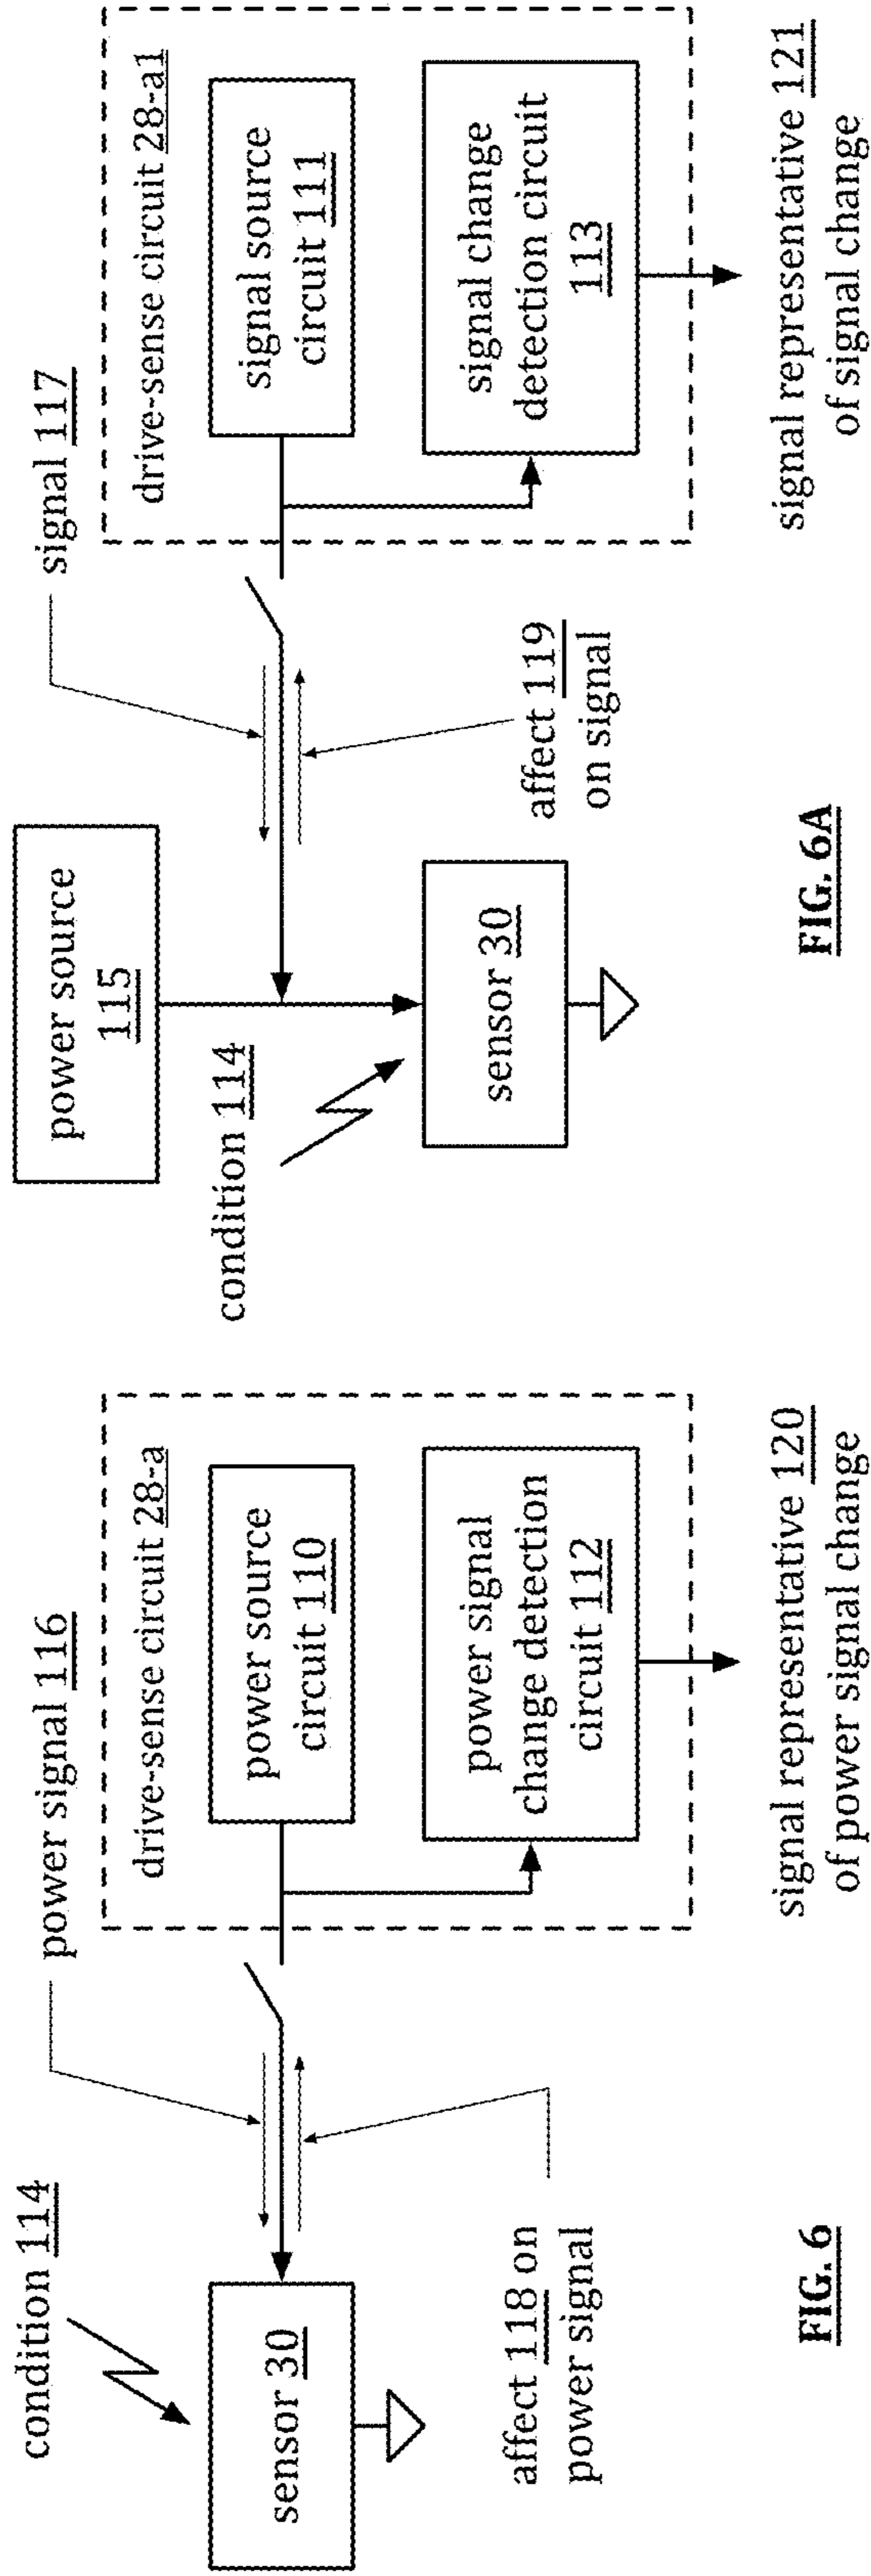 condition 114
power signal 116
drive-sense circuit 28-a
power source
circuit 110
power signal
change detection
circuit 112
sensor 30
affect 118 on
power signal
signal representative 120
of power signal change
FIG. 6
power source
115
signal 117
drive-sense circuit 28-a1
signal source
circuit 111
signal change
detection circuit
113
condition 114
sensor 30
affect 119
on signal
signal representative 121
of signal change
FIG. 6A